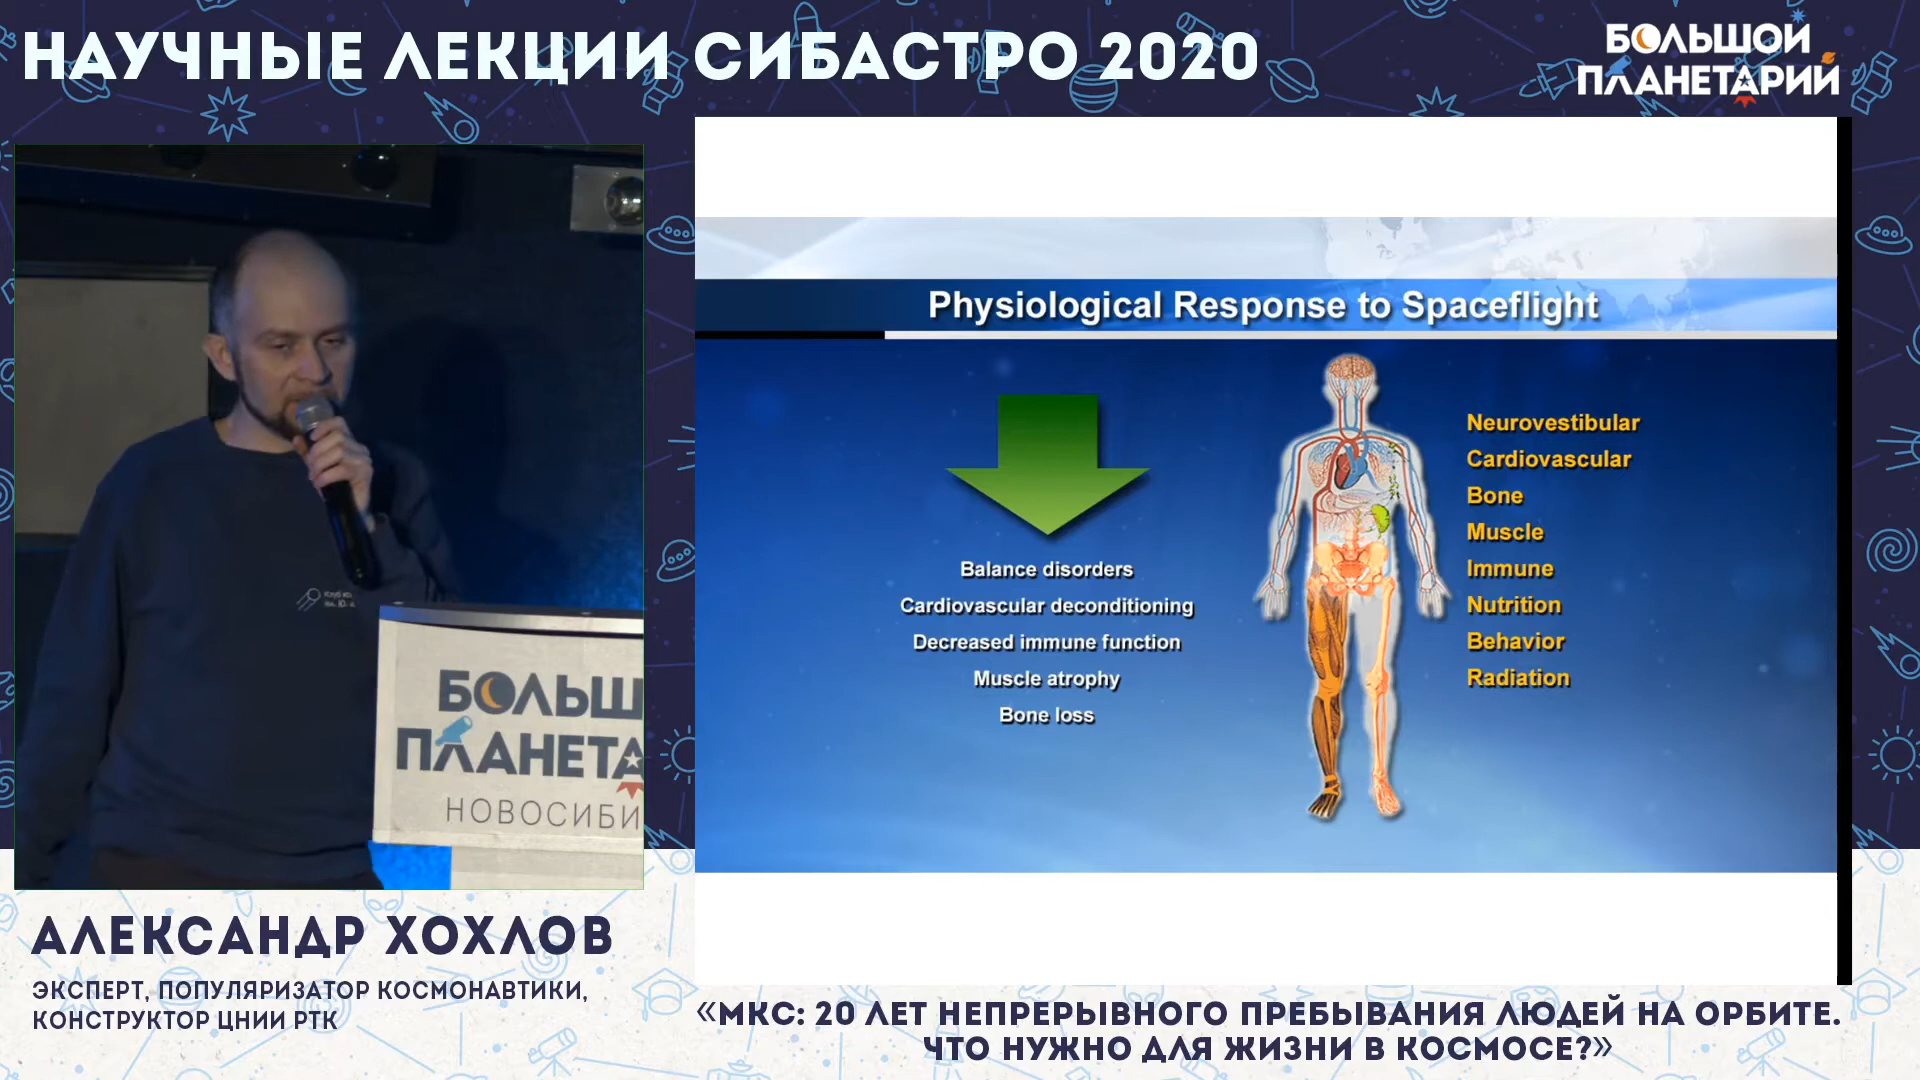 НАУЧНЫЕ ЛЕКЦИИ СИБАСТРО 2020
БОЛЬШОЙ
ПЛАНЕТАРИЙ
Physiological Response to Spaceflight
Balance disorders
Cardiovascular deconditioning
Decreased immune function
Muscle atrophy
Bone loss
Neurovestibular
Cardiovascular
Bone
Muscle
Immune
Nutrition
Behavior
Radiation
БОЛЬШ
ПЛАНЕТА
НОВОСИБИ
АЛЕКСАНДР ХОХЛОВ
ЭКСПЕРТ, ПОПУЛЯРИЗАТОР КОСМОНАВТИКИ,
КОНСТРУКТОР ЦНИИ РТК
«МКС: 20 ЛЕТ НЕПРЕРЫВНОГО ПРЕБЫВАНИЯ ЛЮДЕЙ НА ОРБИТЕ.
ЧТО НУЖНО ДЛЯ ЖИЗНИ В КОСМОСЕ?»